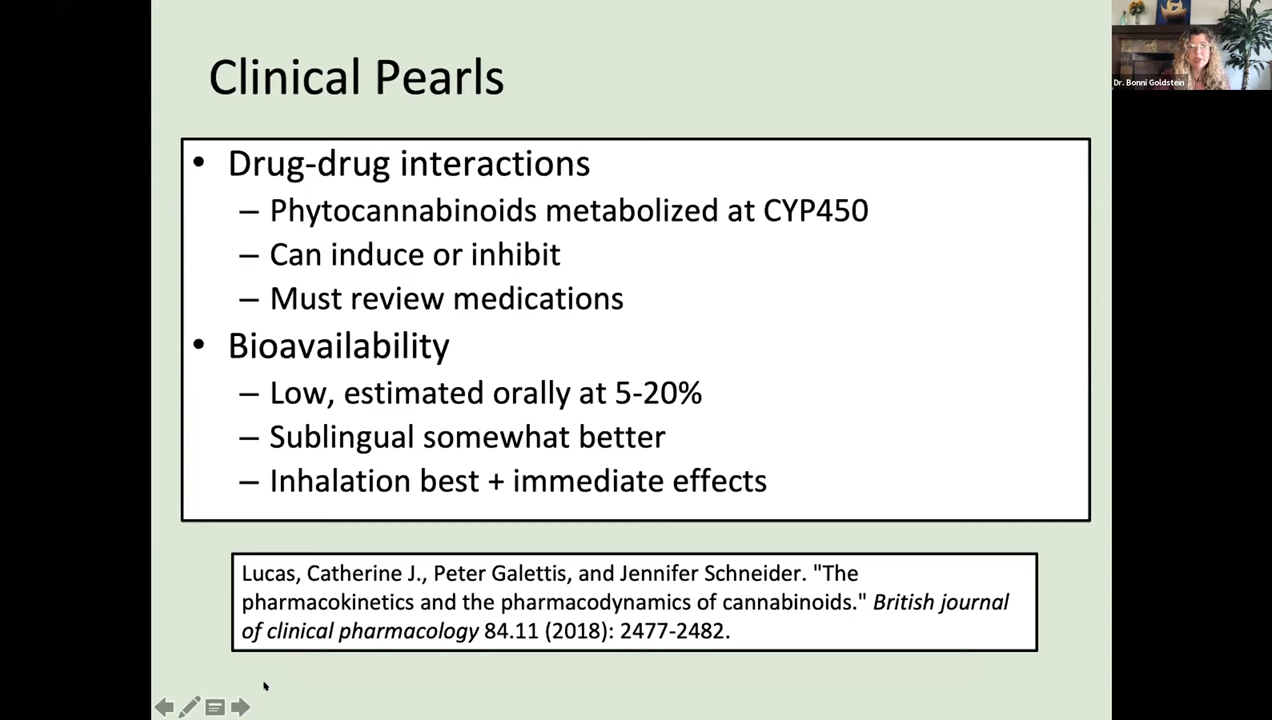 Clinical Pearls
Dr. Bonni Goldstein
• Drug-drug interactions
– Phytocannabinoids metabolized at CYP450
– Can induce or inhibit
– Must review medications
• Bioavailability
– Low, estimated orally at 5-20%
– Sublingual somewhat better
– Inhalation best + immediate effects
Lucas, Catherine J., Peter Galettis, and Jennifer Schneider. "The
pharmacokinetics and the pharmacodynamics of cannabinoids." British journal
of clinical pharmacology 84.11 (2018): 2477-2482.